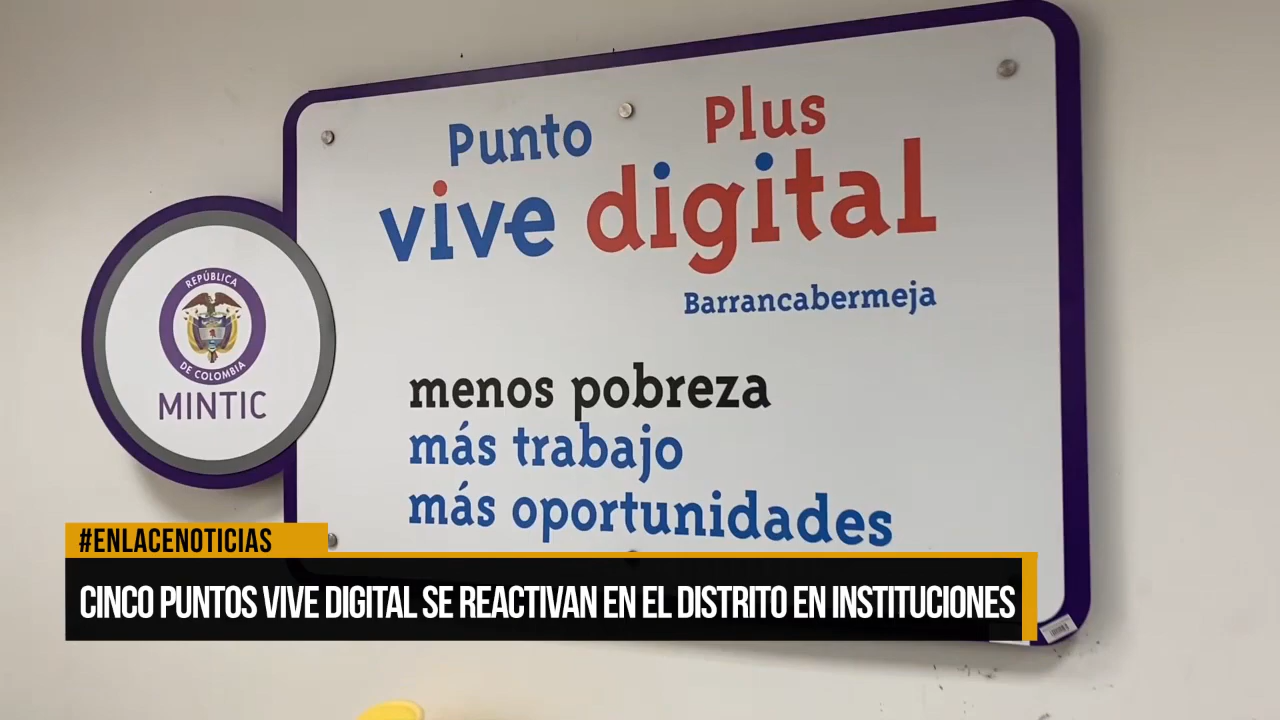 Punto Plus
vive digital
Barrancabermeja
menos pobreza
más trabajo
más oportunidades
REPÚBLICA
DE COLOMBIA
MINTIC
#ENLACENOTICIAS
CINCO PUNTOS VIVE DIGITAL SE REACTIVAN EN EL DISTRITO EN INSTITUCIONES